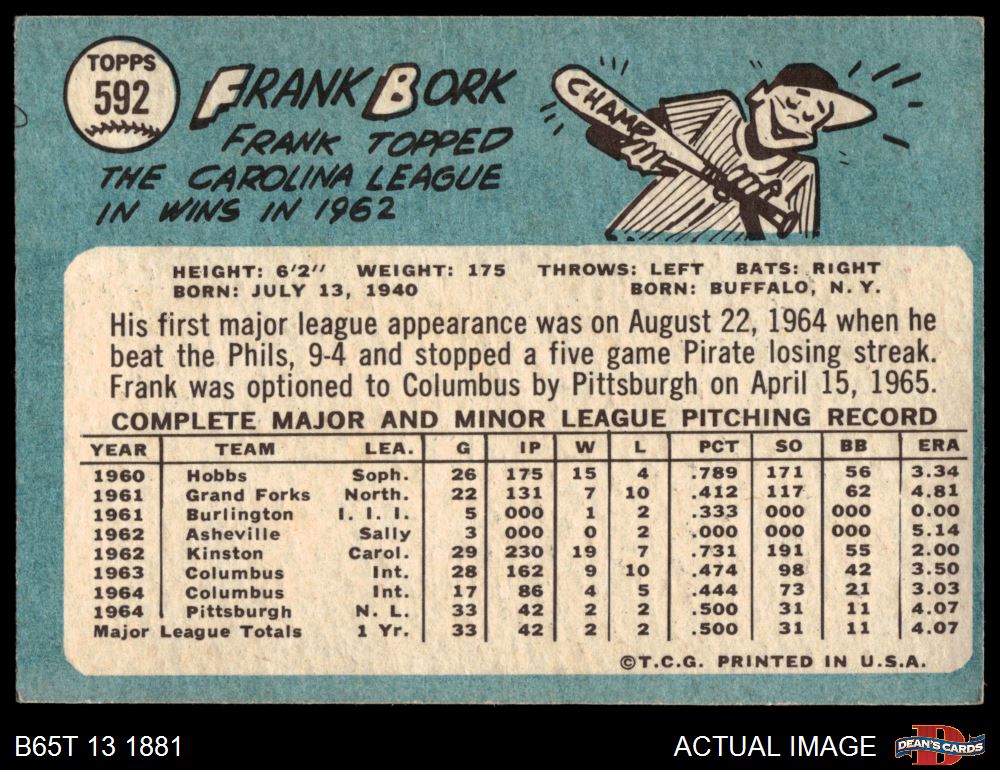 TOPPS
592
FRANK BORK
FRANK TOPPED
THE CAROLINA LEAGUE
IN WINS IN 1962
CHAMP
HEIGHT: 6'2" WEIGHT: 175 THROWS: LEFT BATS: RIGHT
BORN: JULY 13, 1940 BORN: BUFFALO, N. Y.
His first major league appearance was on August 22, 1964 when he
beat the Phils, 9-4 and stopped a five game Pirate losing streak.
Frank was optioned to Columbus by Pittsburgh on April 15, 1965.
COMPLETE MAJOR AND MINOR LEAGUE PITCHING RECORD
YEAR TEAM LEA. G IP W L PCT SO BB ERA
1960 Hobbs Soph. 26 175 15 4 .789 171 56 3.34
1961 Grand Forks North. 22 131 7 10 .412 117 62 4.81
1961 Burlington I. I. I. 5 000 1 2 .333 000 000 0.00
1962 Asheville Sally 3 000 0 2 .000 000 000 5.14
1962 Kinston Carol. 29 230 19 7 .731 191 55 2.00
1963 Columbus Int. 28 162 9 10 .474 98 42 3.50
1964 Columbus Int. 17 86 4 5 .444 73 21 3.03
1964 Pittsburgh N. L. 33 42 2 2 .500 31 11 4.07
Major League Totals 1 Yr. 33 42 2 2 .500 31 11 4.07
©T.C.G. PRINTED IN U.S.A.
B65T 13 1881
ACTUAL IMAGE
DEAN'S CARDS